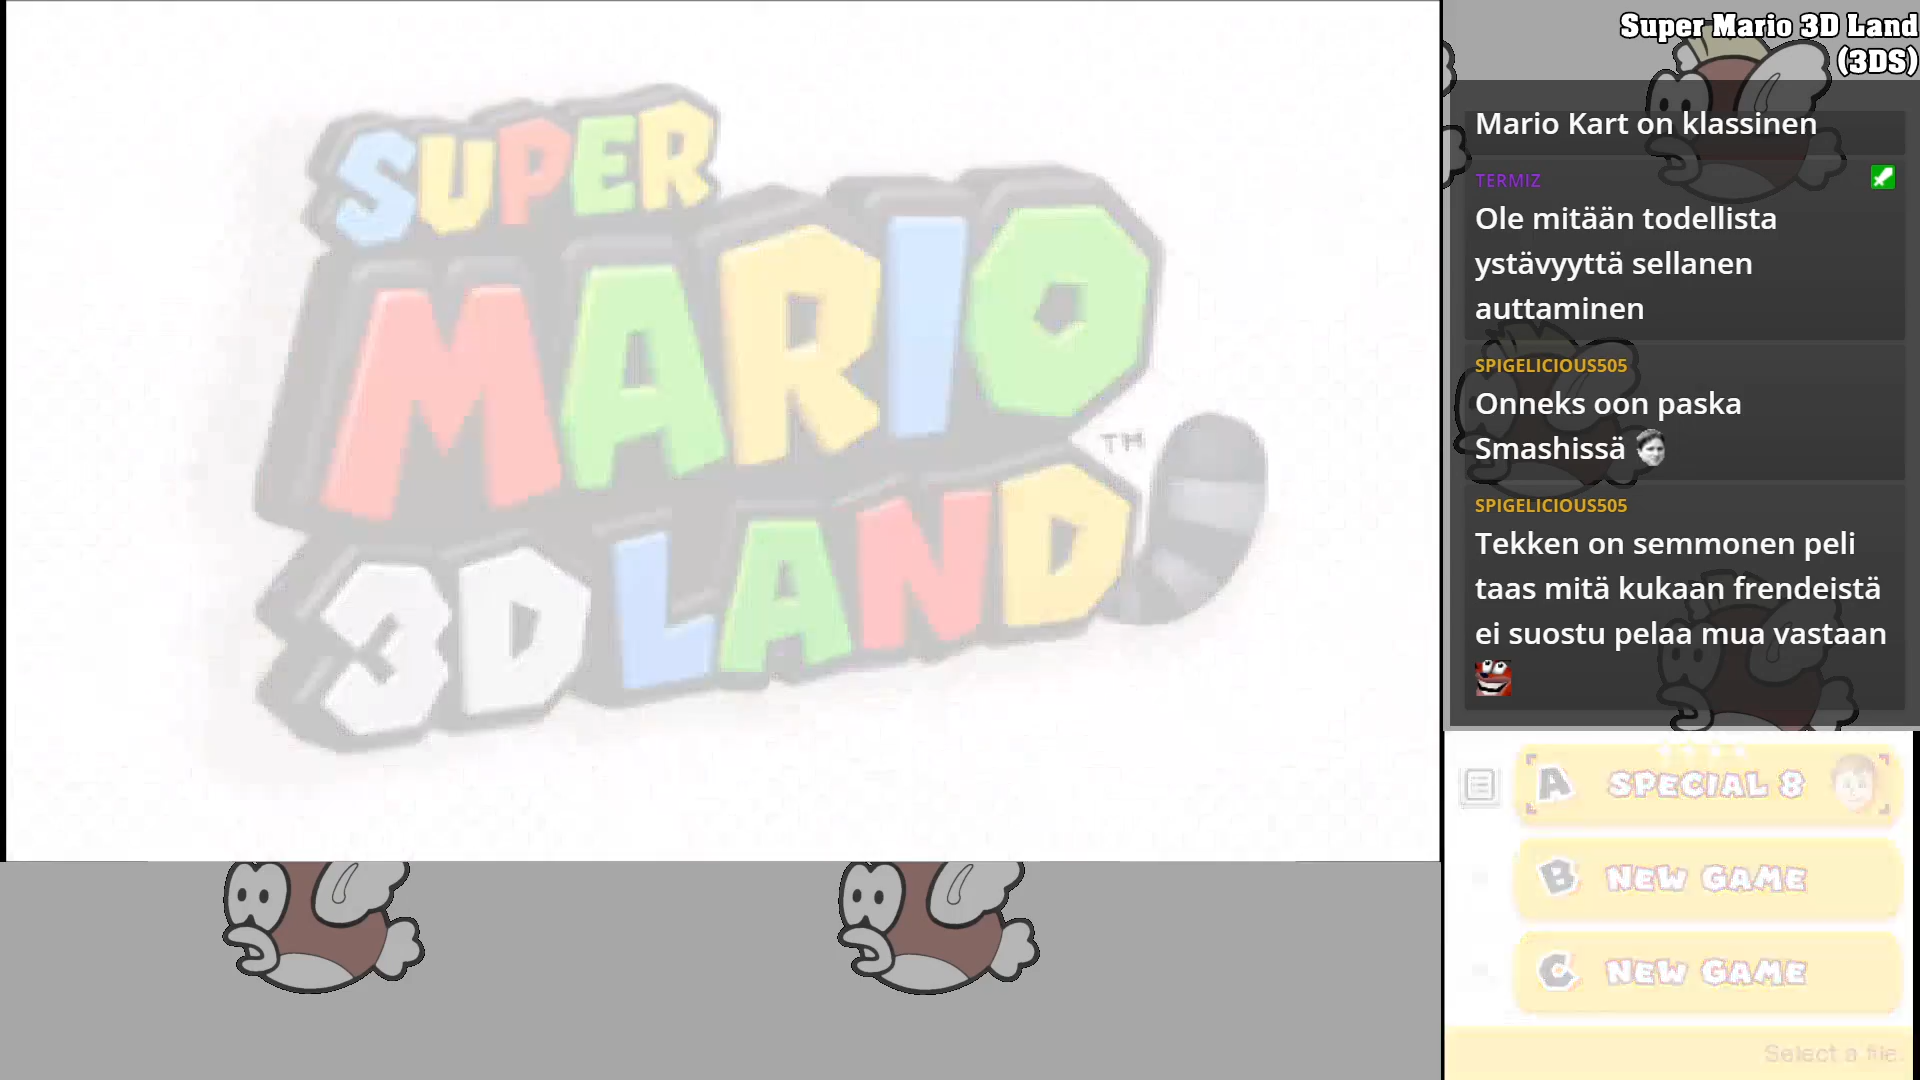 SUPER
MARIO
3D LAND
TM
Super Mario 3D Land
(3DS)
Mario Kart on klassinen
TERMIZ
Ole mitään todellista
ystävyyttä sellanen
auttaminen
SPIGELICIOUS505
Onneks oon paska
Smashissä
SPIGELICIOUS505
Tekken on semmonen peli
taas mitä kukaan frendeistä
ei suostu pelaa mua vastaan
A SPECIAL 8
B NEW GAME
C NEW GAME
Select a file.